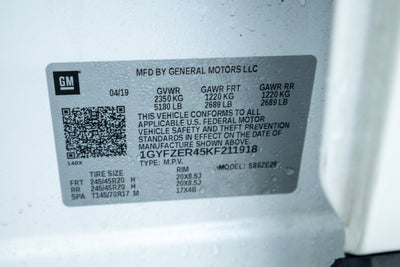 GM
MFD BY GENERAL MOTORS LLC
04/19 GVWR GAWR FRT GAWR RR
2350 KG 1220 KG 1220 KG
5180 LB 2689 LB 2689 LB
THIS VEHICLE CONFORMS TO ALL
APPLICABLE U.S. FEDERAL MOTOR
VEHICLE SAFETY AND THEFT PREVENTION
STANDARDS IN EFFECT ON THE DATE OF
MANUFACTURE SHOWN ABOVE.
1GYFZER45KF211918
140X TYPE: M.P.V. MODEL:
TIRE SIZE RIM
FRT 245/45R20 H 20X8.5J
RR 245/45R20 H 20X8.5J
SPA T145/70R17 M 17X4B